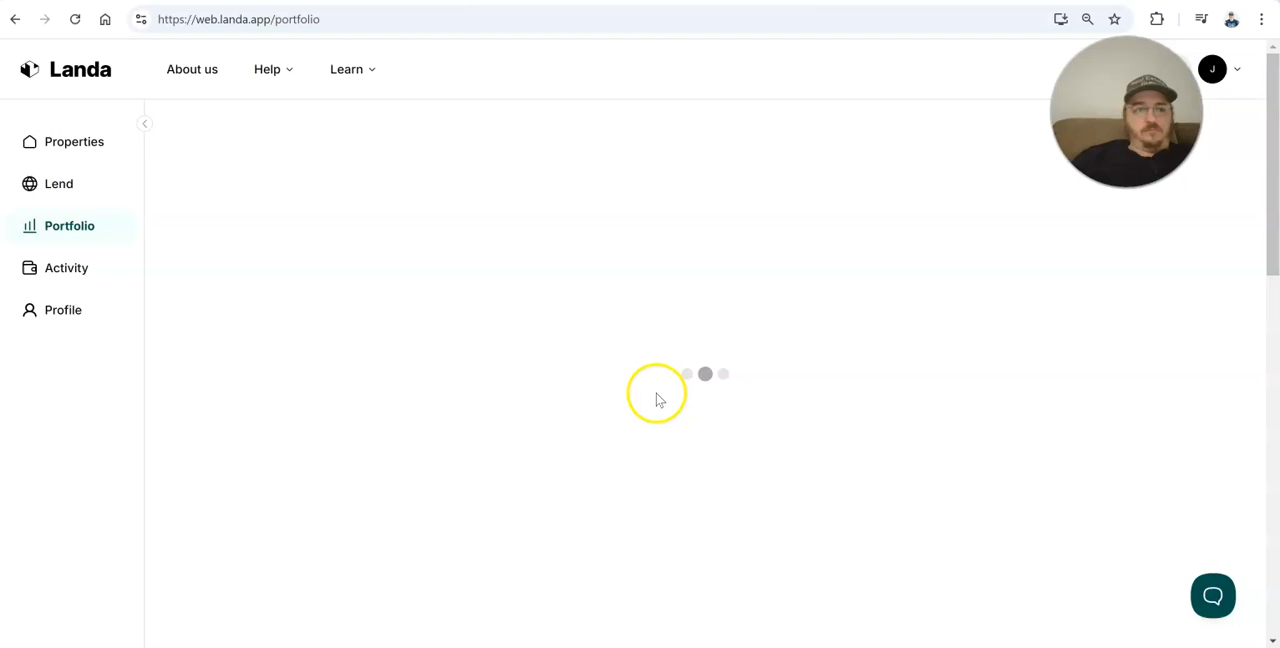 https://web.landa.app/portfolio
Landa
About us
Help
Learn
J
Properties
Lend
Portfolio
Activity
Profile